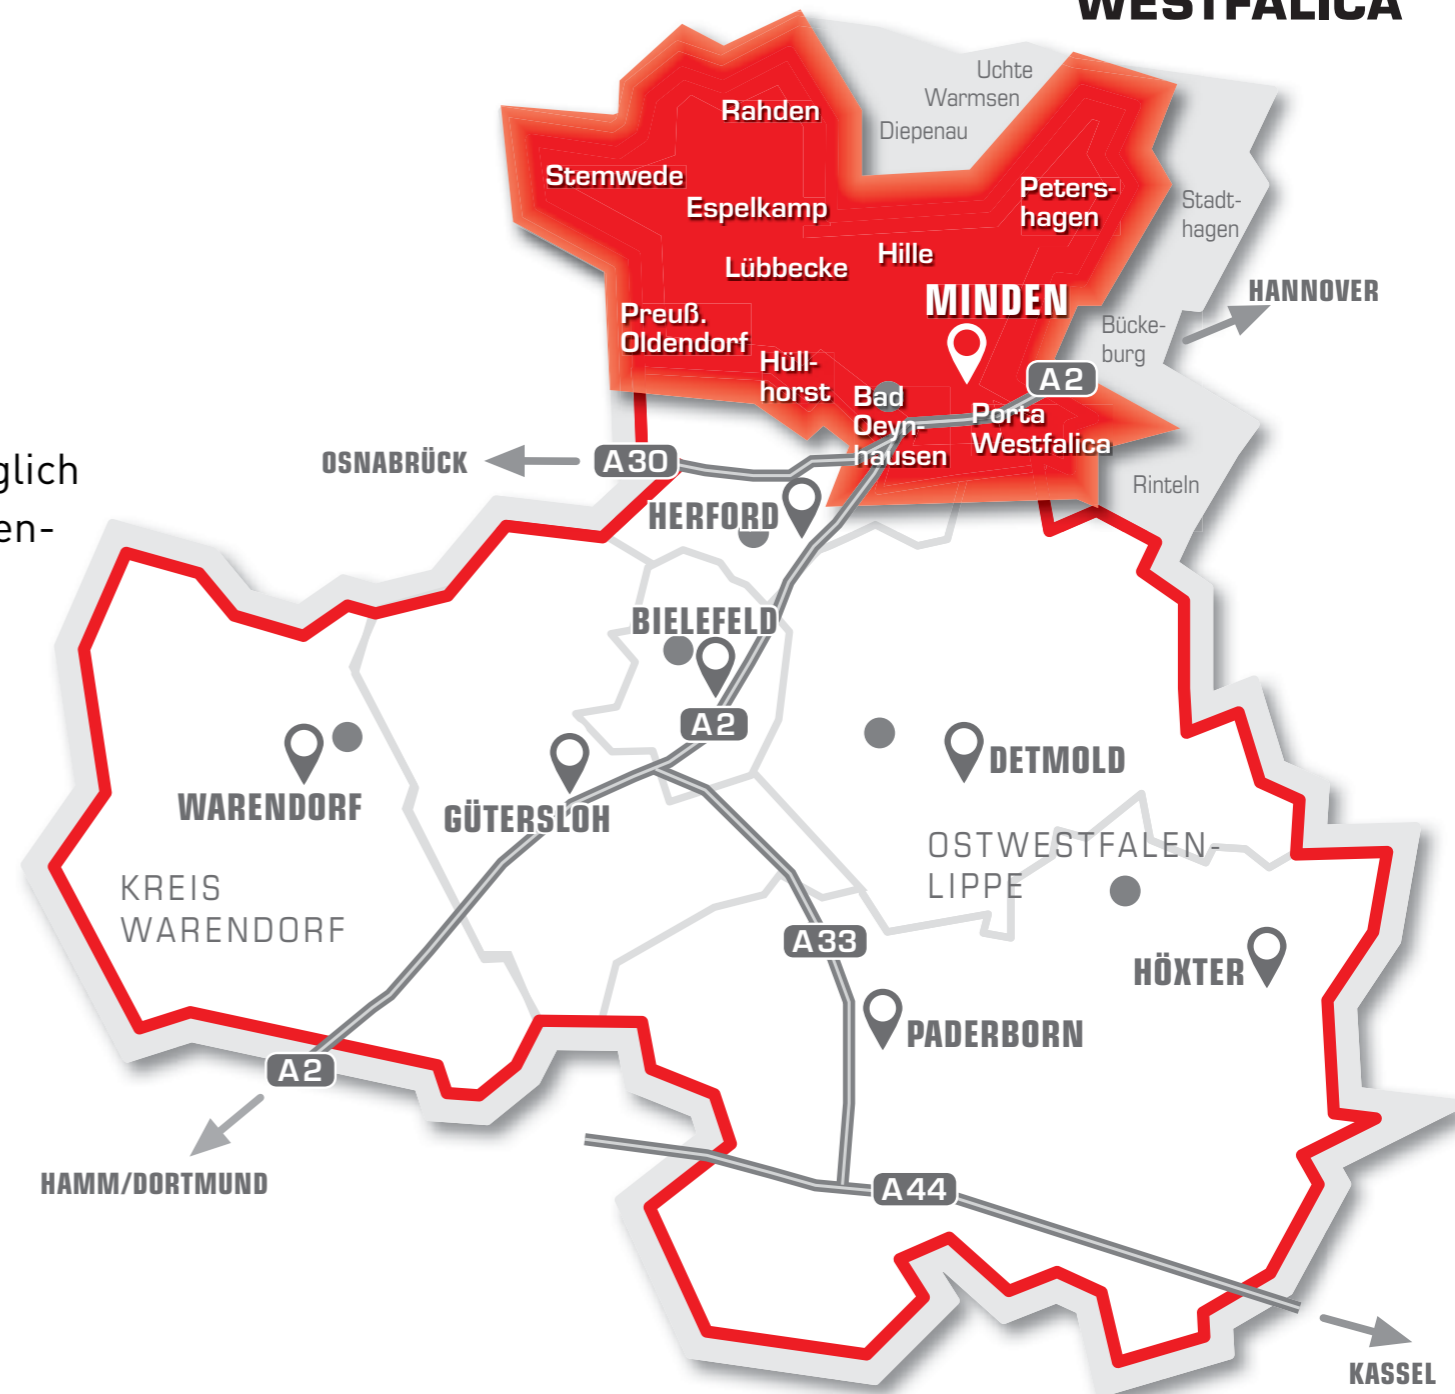 WESTFALICA
Uchte
Warmsen
Diepenau
Rahden
Stemwede
Espelkamp
Peters-
hagen
Stadt-
hagen
Hille
Lübbecke
MINDEN
HANNOVER
Preuß.
Oldendorf
Bücke-
burg
Hüll-
horst
A2
Bad
Oeyn-
hausen
Porta
Westfalica
OSNABRÜCK
A30
glich
en-
Rinteln
HERFORD
BIELEFELD
A2
WARENDORF
GÜTERSLOH
DETMOLD
OSTWESTFALEN-
LIPPE
KREIS
WARENDORF
A33
HÖXTER
PADERBORN
A2
HAMM/DORTMUND
A44
KASSEL